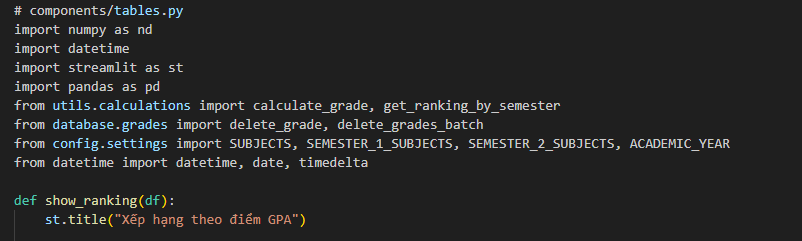 # components/tables.py
import numpy as nd
import datetime
import streamlit as st
import pandas as pd
from utils.calculations import calculate_grade, get_ranking_by_semester
from database.grades import delete_grade, delete_grades_batch
from config.settings import SUBJECTS, SEMESTER_1_SUBJECTS, SEMESTER_2_SUBJECTS, ACADEMIC_YEAR
from datetime import datetime, date, timedelta
def show_ranking(df):
    st.title("Xếp hạng theo điểm GPA")